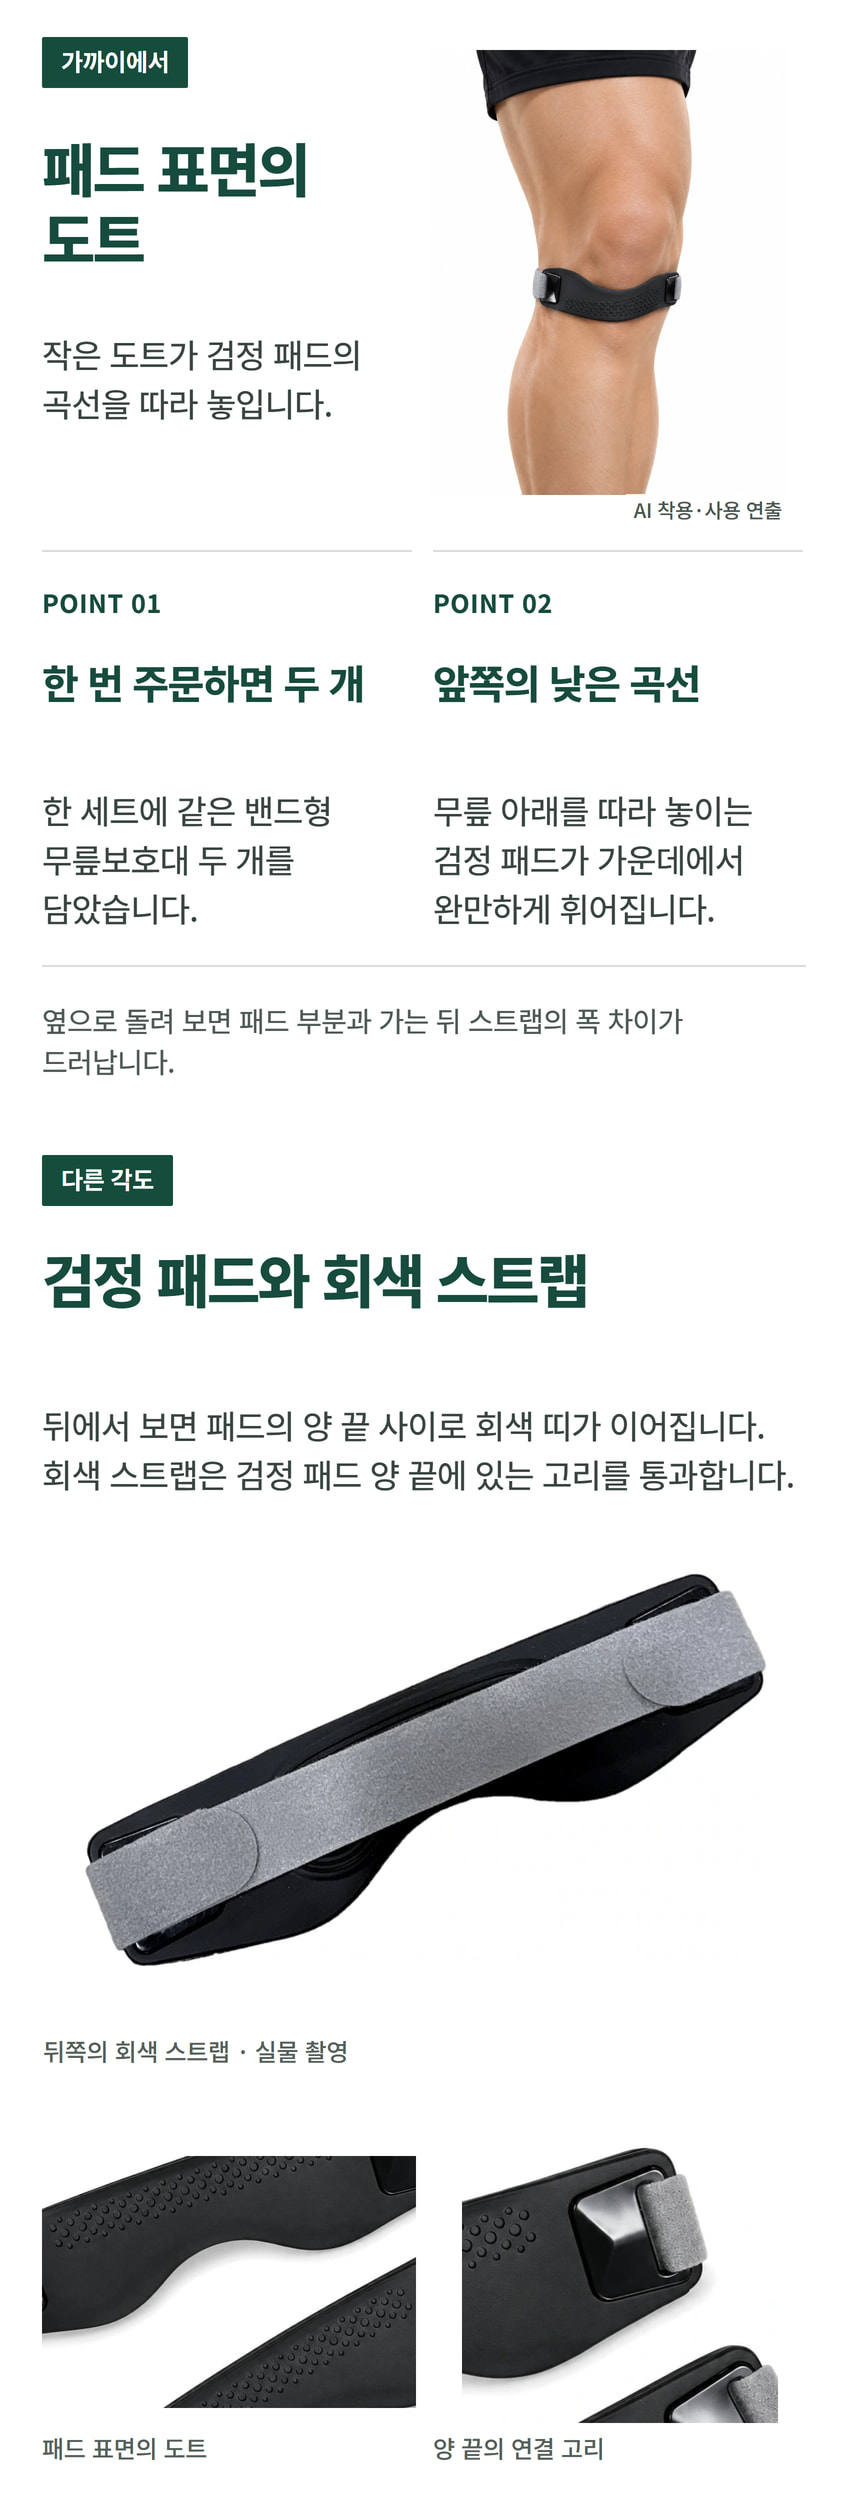 가까이에서
패드 표면의
도트
작은 도트가 검정 패드의
곡선을 따라 놓입니다.
AI 착용·사용 연출
POINT 01
한 번 주문하면 두 개
한 세트에 같은 밴드형
무릎보호대 두 개를
담았습니다.
POINT 02
앞쪽의 낮은 곡선
무릎 아래를 따라 놓이는
검정 패드가 가운데에서
완만하게 휘어집니다.
옆으로 돌려 보면 패드 부분과 가는 뒤 스트랩의 폭 차이가
드러납니다.
다른 각도
검정 패드와 회색 스트랩
뒤에서 보면 패드의 양 끝 사이로 회색 띠가 이어집니다.
회색 스트랩은 검정 패드 양 끝에 있는 고리를 통과합니다.
뒤쪽의 회색 스트랩 · 실물 촬영
패드 표면의 도트
양 끝의 연결 고리